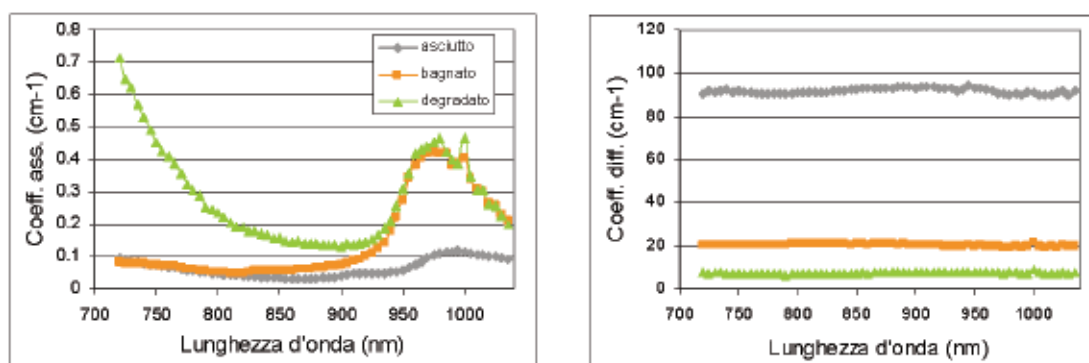 0.8
0.7
0.6
0.5
0.4
0.3
0.2
0.1
0
Coeff. ass. (cm-1)
asciutto
bagnato
degradato
700 750 800 850 900 950 1000
Lunghezza d'onda (nm)
120
100
80
60
40
20
0
Coeff. diff. (cm-1)
700 750 800 850 900 950 1000
Lunghezza d'onda (nm)